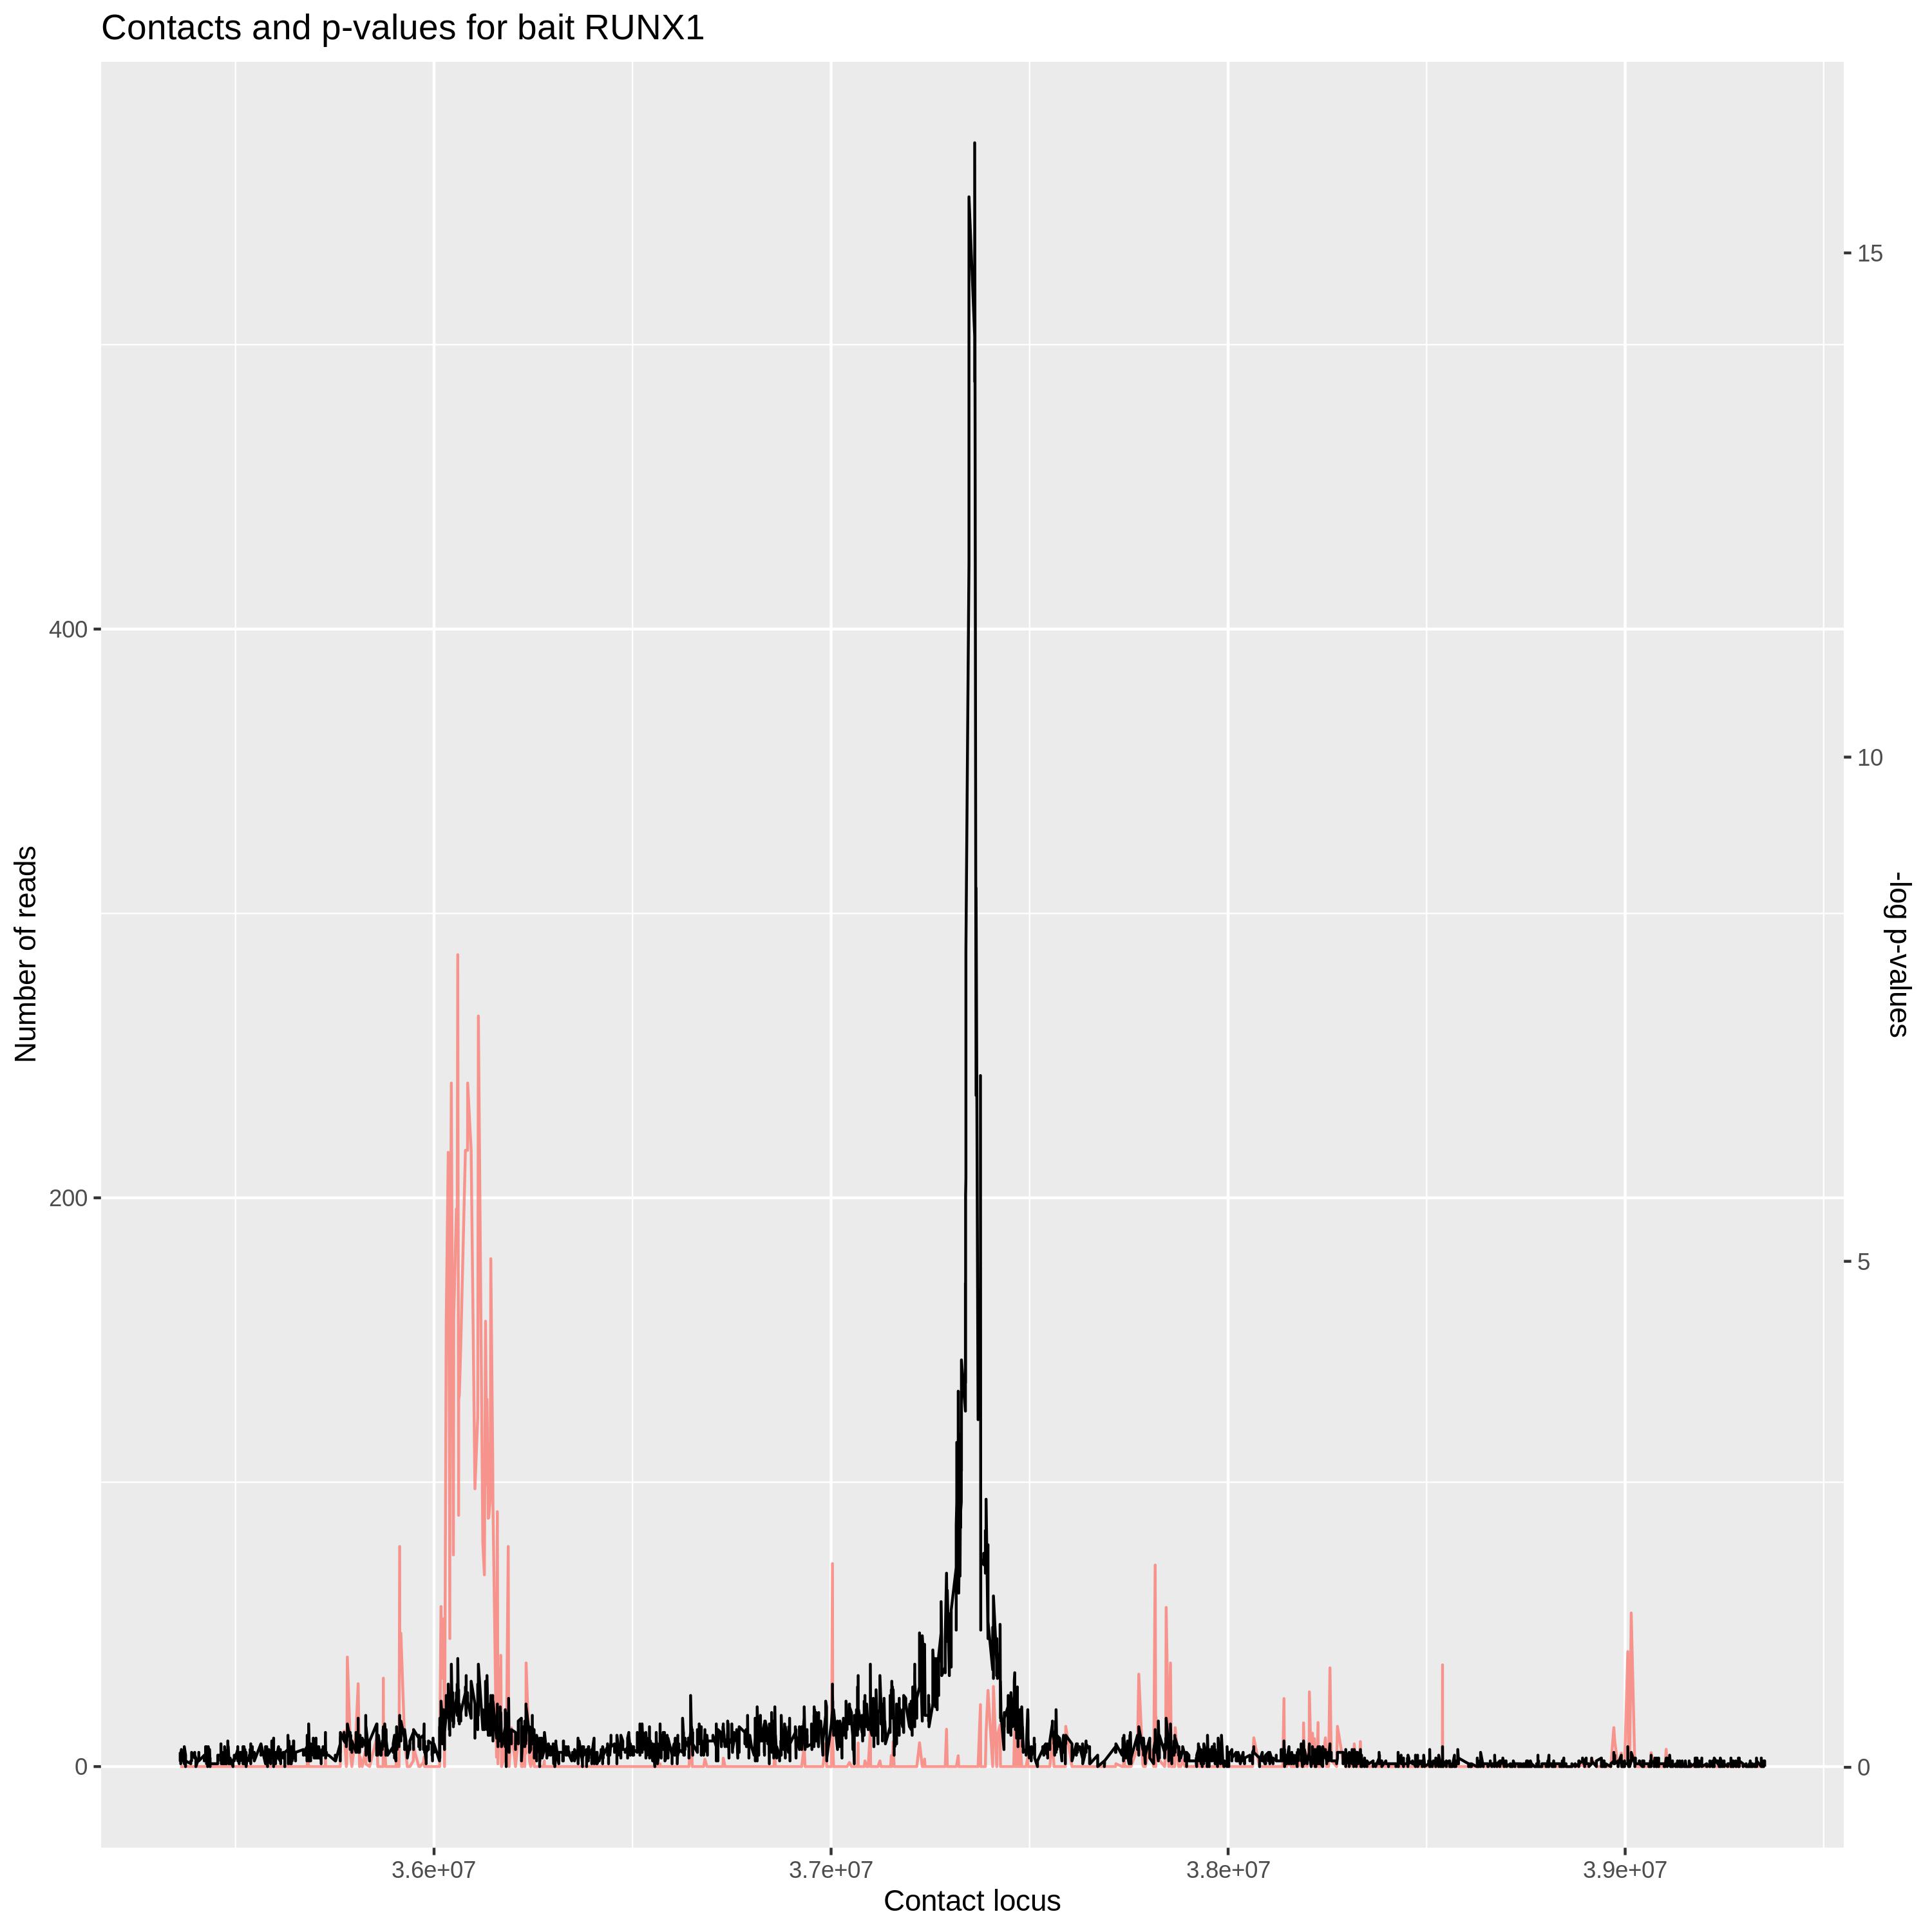 Contacts and p-values for bait RUNX1
15
400
10
Number of reads
-log p-values
200
5
0
0
3.6e+07
3.7e+07
3.8e+07
3.9e+07
Contact locus